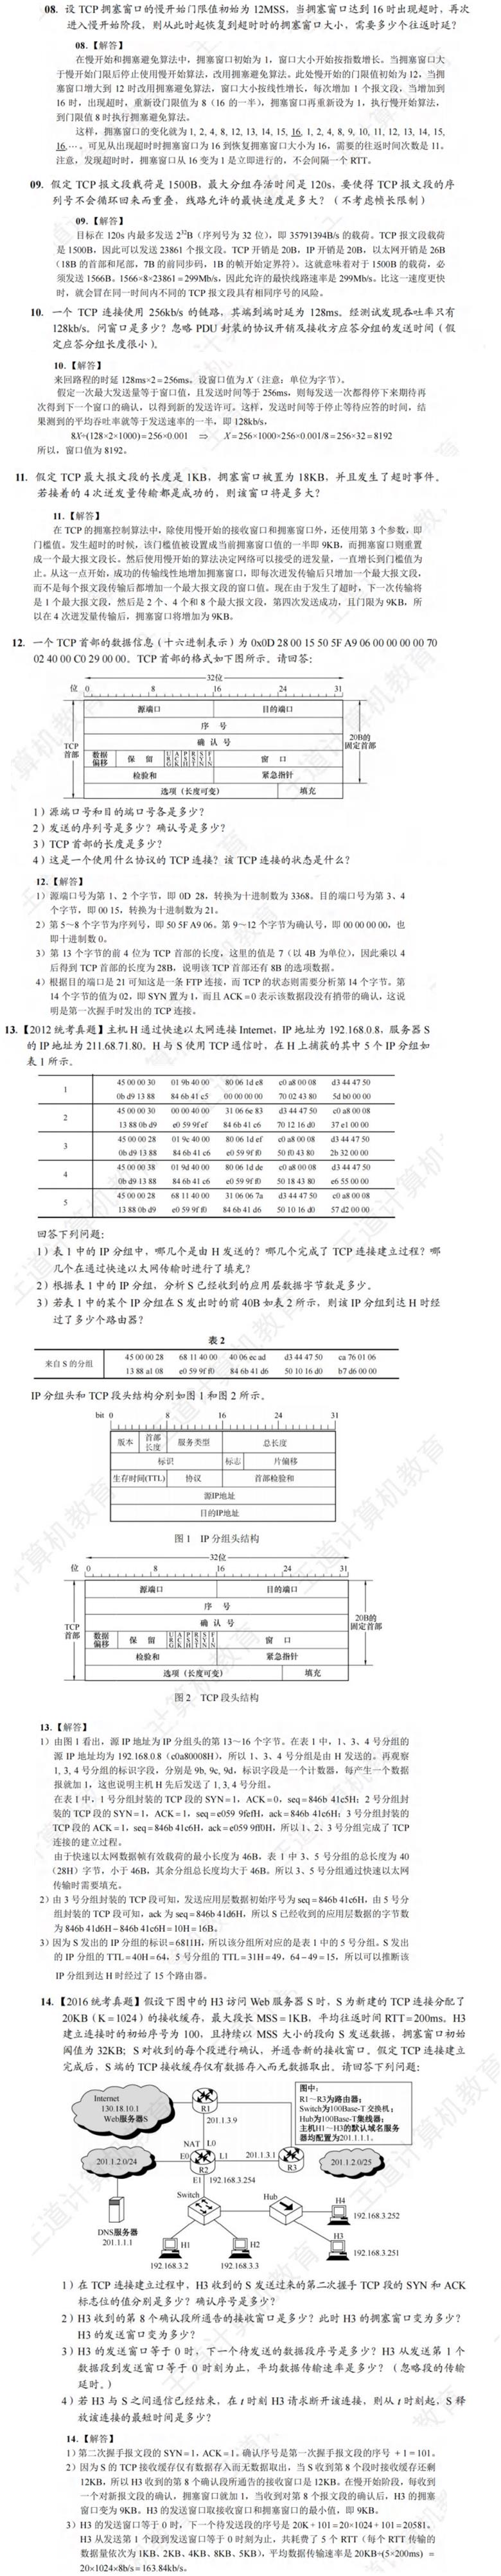 08. 设 TCP 拥塞窗口的慢开始门限值初始为 12MSS，当拥塞窗口达到 16 时出现超时，再次
进入慢开始阶段，则从此时起恢复到超时时的拥塞窗口大小，需要多少个往返时延？
08.【解答】
在慢开始和拥塞避免算法中，拥塞窗口初始为 1，窗口大小开始按指数增长。当拥塞窗口大
于慢开始门限后停止使用慢开始算法，改用拥塞避免算法。此处慢开始的门限值初始为 12，当拥
塞窗口增大到 12 时改用拥塞避免算法，窗口大小按线性增长，每次增加 1 个报文段，当增加到
16 时，出现超时，重新设门限值为 8（16 的一半），拥塞窗口再重新设为 1，执行慢开始算法，
到门限值 8 时执行拥塞避免算法。
这样，拥塞窗口的变化就为 1, 2, 4, 8, 12, 13, 14, 15, 16, 1, 2, 4, 8, 9, 10, 11, 12, 13, 14, 15,
16,…。可见从出现超时时拥塞窗口为 16 到恢复拥塞窗口大小为 16，需要的往返时间次数是 11。
注意，发现超时时，拥塞窗口从 16 变为 1 是立即进行的，不会间隔一个 RTT。
09. 假定 TCP 报文段载荷是 1500B，最大分组存活时间是 120s，要使得 TCP 报文段的序
列号不会循环回来而重叠，线路允许的最快速度是多大？（不考虑帧长限制）
09.【解答】
目标在 120s 内最多发送 2³²B（序列号为 32 位），即 35791394B/s 的载荷。TCP 报文段载荷
是 1500B，因此可以发送 23861 个报文段。TCP 开销是 20B，IP 开销是 20B，以太网开销是 26B
（18B 的首部和尾部，7B 的前同步码，1B 的帧开始定界符）。这就意味着对于 1500B 的载荷，必
须发送 1566B。1566×8×23861 = 299Mb/s，因此允许的最快线路速率是 299Mb/s。比这一速度更快
时，就会冒在同一时间内不同的 TCP 报文段具有相同序号的风险。
10. 一个 TCP 连接使用 256kb/s 的链路，其端到端时延为 128ms。经测试发现吞吐率只有
128kb/s。问窗口是多少？忽略 PDU 封装的协议开销及接收方应答分组的发送时间（假
定应答分组长度很小）。
10.【解答】
来回路程的时延 128ms×2 = 256ms。设窗口值为 X（注意：单位为字节）。
假定一次最大发送量等于窗口值，且发送时间等于 256ms，则每发送一次都得停下来期待再
次得到下一个窗口的确认，以得到新的发送许可。这样，发送时间等于停止等待应答的时间，结
果测到的平均吞吐率就等于发送速率的一半，即 128kb/s，
8X÷(128×2×1000) = 256×0.001 ⇒ X = 256×1000×256×0.001/8 = 256×32 = 8192
所以，窗口值为 8192。
11. 假定 TCP 最大报文段的长度是 1KB，拥塞窗口被置为 18KB，并且发生了超时事件。
若接着的 4 次迸发量传输都是成功的，则该窗口将是多大？
11.【解答】
在 TCP 的拥塞控制算法中，除使用慢开始的接收窗口和拥塞窗口外，还使用第 3 个参数，即
门槛值。发生超时的时候，该门槛值被设置成当前拥塞窗口值的一半即 9KB，而拥塞窗口则重置
成一个最大报文段长。然后使用慢开始的算法决定网络可以接受的迸发量，一直增长到门槛值为
止。从这一点开始，成功的传输线性地增加拥塞窗口，即每次迸发传输后只增加一个最大报文段，
而不是每个报文段传输后都增加一个最大报文段的窗口值。现在由于发生了超时，下一次传输将
是 1 个最大报文段，然后是 2 个、4 个和 8 个最大报文段，第四次发送成功，且门限为 9KB，所
以在 4 次迸发量传输后，拥塞窗口将增加为 9KB。
12. 一个 TCP 首部的数据信息（十六进制表示）为 0x0D 28 00 15 50 5F A9 06 00 00 00 00 70
02 40 00 C0 29 00 00。TCP 首部的格式如下图所示。请回答：
32位
位 0 8 16 24 31
源端口 目的端口
序 号
TCP
首部
确 认 号
20B的
固定首部
数据
偏移
保 留
URG ACK PSH RST SYN FIN
窗 口
检验和 紧急指针
选项（长度可变） 填充
1）源端口号和目的端口号各是多少？
2）发送的序列号是多少？确认号是多少？
3）TCP 首部的长度是多少？
4）这是一个使用什么协议的 TCP 连接？该 TCP 连接的状态是什么？
12.【解答】
1）源端口号为第 1、2 个字节，即 0D 28，转换为十进制数为 3368。目的端口号为第 3、4
个字节，即 00 15，转换为十进制数为 21。
2）第 5～8 个字节为序列号，即 50 5F A9 06。第 9～12 个字节为确认号，即 00 00 00 00，也
即十进制数 0。
3）第 13 个字节的前 4 位为 TCP 首部的长度，这里的值是 7（以 4B 为单位），因此乘以 4
后得到 TCP 首部的长度为 28B，说明该 TCP 首部还有 8B 的选项数据。
4）根据目的端口是 21 可知这是一条 FTP 连接，而 TCP 的状态则需要分析第 14 个字节。第
14 个字节的值为 02，即 SYN 置为 1，而且 ACK = 0 表示该数据段没有捎带的确认，这说
明是第一次握手时发出的 TCP 连接。
13.【2012 统考真题】主机 H 通过快速以太网连接 Internet，IP 地址为 192.168.0.8，服务器 S
的 IP 地址为 211.68.71.80。H 与 S 使用 TCP 通信时，在 H 上捕获的其中 5 个 IP 分组如
表 1 所示。
1 45 00 00 30 01 9b 40 00 80 06 1d e8 c0 a8 00 08 d3 44 47 50
0b d9 13 88 84 6b 41 c5 00 00 00 00 70 02 43 80 5d b0 00 00
2 45 00 00 30 00 00 40 00 31 06 6e 83 d3 44 47 50 c0 a8 00 08
13 88 0b d9 e0 59 9f ef 84 6b 41 c6 70 12 16 d0 37 e1 00 00
3 45 00 00 28 01 9c 40 00 80 06 1d ef c0 a8 00 08 d3 44 47 50
0b d9 13 88 84 6b 41 c6 e0 59 9f f0 50 f0 43 80 2b 32 00 00
4 45 00 00 38 01 9d 40 00 80 06 1d de c0 a8 00 08 d3 44 47 50
0b d9 13 88 84 6b 41 c6 e0 59 9f f0 50 18 43 80 e6 55 00 00
5 45 00 00 28 68 11 40 00 31 06 06 7a d3 44 47 50 c0 a8 00 08
13 88 0b d9 e0 59 9f f0 84 6b 41 d6 50 10 16 d0 57 d2 00 00
回答下列问题：
1）表 1 中的 IP 分组中，哪几个是由 H 发送的？哪几个完成了 TCP 连接建立过程？哪
几个在通过快速以太网传输时进行了填充？
2）根据表 1 中的 IP 分组，分析 S 已经收到的应用层数据字节数是多少。
3）若表 1 中的某个 IP 分组在 S 发出时的前 40B 如表 2 所示，则该 IP 分组到达 H 时经
过了多少个路由器？
表 2
来自 S 的分组 45 00 00 28 68 11 40 00 40 06 ec ad d3 44 47 50 ca 76 01 06
13 88 a1 08 e0 59 9f f0 84 6b 41 d6 50 10 16 d0 b7 d6 00 00
IP 分组头和 TCP 段头结构分别如图 1 和图 2 所示。
bit 0 8 16 24 31
版本 首部长度 服务类型 总长度
标识 标志 片偏移
生存时间(TTL) 协议 首部检验和
源IP地址
目的IP地址
图 1 IP 分组头结构
32位
位 0 8 16 24 31
源端口 目的端口
序 号
TCP
首部
确 认 号
20B的
固定首部
数据
偏移
保 留
URG ACK PSH RST SYN FIN
窗 口
检验和 紧急指针
选项（长度可变） 填充
图 2 TCP 段头结构
13.【解答】
1）由图 1 看出，源 IP 地址为 IP 分组头的第 13～16 个字节。在表 1 中，1、3、4 号分组的
源 IP 地址均为 192.168.0.8（c0a80008H），所以 1、3、4 号分组是由 H 发送的。再观察
1, 3, 4 号分组的标识字段，分别是 9b, 9c, 9d，标识字段是一个计数器，每产生一个数据
报就加 1，这也说明主机 H 先后发送了 1, 3, 4 号分组。
在表 1 中，1 号分组封装的 TCP 段的 SYN = 1，ACK = 0，seq = 846b 41c5H；2 号分组封
装的 TCP 段的 SYN = 1，ACK = 1，seq = e059 9fefH，ack = 846b 41c6H；3 号分组封装的
TCP 段的 ACK = 1，seq = 846b 41c6H，ack = e059 9ff0H，所以 1、2、3 号分组完成了 TCP
连接的建立过程。
由于快速以太网数据帧有效载荷的最小长度为 46B，表 1 中 3、5 号分组的总长度为 40
（28H）字节，小于 46B，其余分组总长度均大于 46B。所以 3、5 号分组通过快速以太网
传输时需要填充。
2）由 3 号分组封装的 TCP 段可知，发送应用层数据初始序号为 seq = 846b 41c6H，由 5 号分
组封装的 TCP 段可知，ack 为 seq = 846b 41d6H，所以 S 已经收到的应用层数据的字节数
为 846b 41d6H − 846b 41c6H = 10H = 16B。
3）因为 S 发出的 IP 分组的标识 = 6811H，所以该分组所对应的是表 1 中的 5 号分组。S 发出
的 IP 分组的 TTL = 40H = 64，5 号分组的 TTL = 31H = 49，64 − 49 = 15，所以可以推断该
IP 分组到达 H 时经过了 15 个路由器。
14.【2016 统考真题】假设下图中的 H3 访问 Web 服务器 S 时，S 为新建的 TCP 连接分配了
20KB（K = 1024）的接收缓存，最大段长 MSS = 1KB，平均往返时间 RTT = 200ms。H3
建立连接时的初始序号为 100，且持续以 MSS 大小的段向 S 发送数据，拥塞窗口初始
阈值为 32KB；S 对收到的每个段进行确认，并通告新的接收窗口。假定 TCP 连接建立
完成后，S 端的 TCP 接收缓存仅有数据存入而无数据取出。请回答下列问题：
图中：
R1～R3为路由器；
Switch为100Base-T 交换机；
Hub为100Base-T集线器；
主机H1～H3的默认域名服务
器均配置为201.1.1.1。
Internet
130.18.10.1
Web服务器S
R1
201.1.3.9
NAT L0
201.1.2.0/24
E0 L1 201.1.3.1
R2 R3
201.1.2.0/25
E1 192.168.3.254
Switch Hub
H4
192.168.3.252
DNS服务器
201.1.1.1
H1 H2 H3
192.168.3.251
192.168.3.2 192.168.3.3
1）在 TCP 连接建立过程中，H3 收到的 S 发送过来的第二次握手 TCP 段的 SYN 和 ACK
标志位的值分别是多少？确认序号是多少？
2）H3 收到的第 8 个确认段所通告的接收窗口是多少？此时 H3 的拥塞窗口变为多少？
H3 的发送窗口变为多少？
3）H3 的发送窗口等于 0 时，下一个待发送的数据段序号是多少？H3 从发送第 1 个
数据段到发送窗口等于 0 时刻为止，平均数据传输速率是多少？（忽略段的传输
延时。）
4）若 H3 与 S 之间通信已经结束，在 t 时刻 H3 请求断开该连接，则从 t 时刻起，S 释
放该连接的最短时间是多少？
14.【解答】
1）第二次握手报文段的 SYN = 1，ACK = 1。确认序号是第一次握手报文段的序号 + 1 = 101。
2）因为 S 的 TCP 接收缓存仅有数据存入而无数据取出，当 S 收到第 8 个段时接收缓存还剩
12KB，所以 H3 收到的第 8 个确认段所通告的接收窗口是 12KB。在慢开始阶段，每收到
一个对新报文段的确认，拥塞窗口就加 1，当收到对第 8 个报文段的确认后，H3 的拥塞
窗口变为 9KB。H3 的发送窗口取接收窗口和拥塞窗口的最小值，即 9KB。
3）H3 的发送窗口等于 0 时，下一个待发送段的序号是 20K + 101 = 20×1024 + 101 = 20581。
H3 从发送第 1 个段到发送窗口等于 0 时刻为止，共耗费了 5 个 RTT（每个 RTT 传输的
数据量依次为 1KB、2KB、4KB、8KB、5KB），平均数据传输速率是 20KB÷(5×200ms) =
20×1024×8b/s = 163.84kb/s。